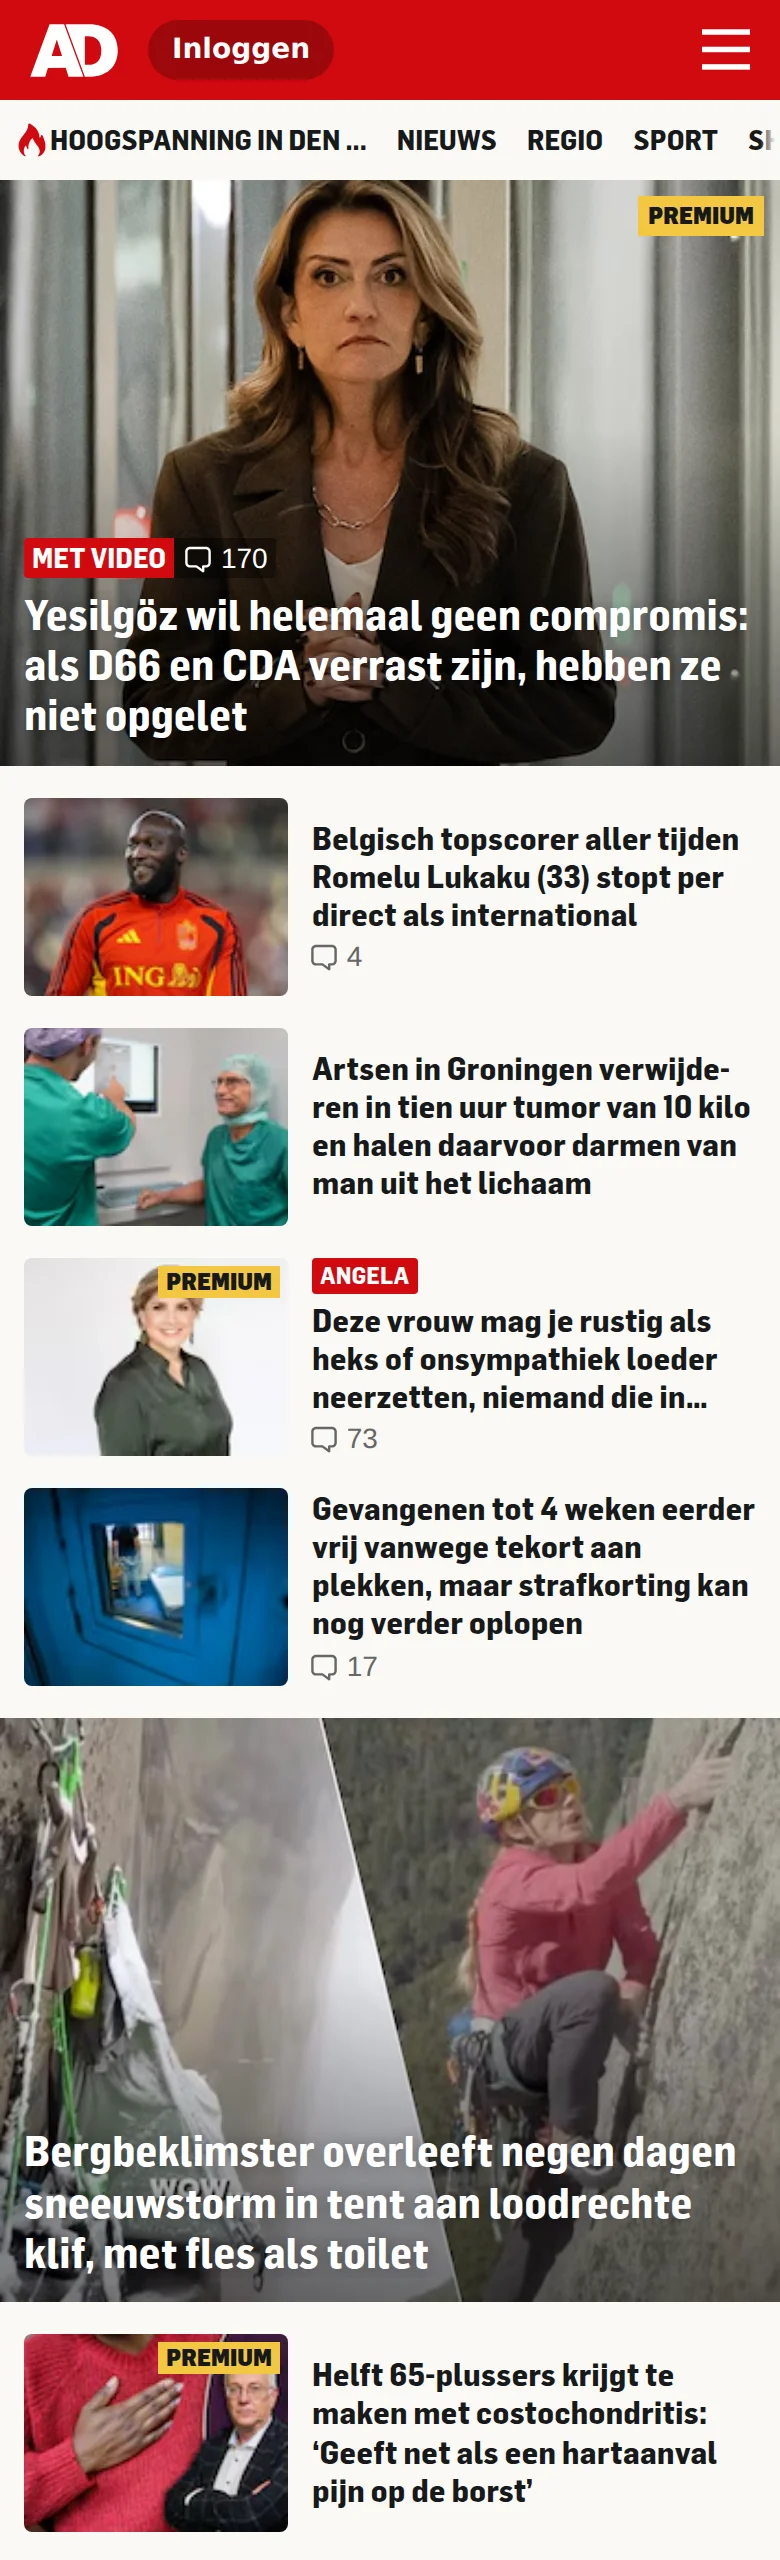 AD
Inloggen
HOOGSPANNING IN DEN ...
NIEUWS
REGIO
SPORT
PREMIUM
MET VIDEO
170
Yesilgöz wil helemaal geen compromis:
als D66 en CDA verrast zijn, hebben ze
niet opgelet
ING
Belgisch topscorer aller tijden
Romelu Lukaku (33) stopt per
direct als international
4
Artsen in Groningen verwijde-
ren in tien uur tumor van 10 kilo
en halen daarvoor darmen van
man uit het lichaam
PREMIUM
ANGELA
Deze vrouw mag je rustig als
heks of onsympathiek loeder
neerzetten, niemand die in...
73
Gevangenen tot 4 weken eerder
vrij vanwege tekort aan
plekken, maar strafkorting kan
nog verder oplopen
17
WOW
Bergbeklimster overleeft negen dagen
sneeuwstorm in tent aan loodrechte
klif, met fles als toilet
PREMIUM
Helft 65-plussers krijgt te
maken met costochondritis:
‘Geeft net als een hartaanval
pijn op de borst’